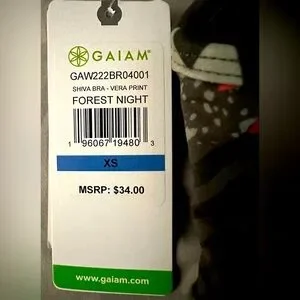 GAIAM®
GAW222BR04001
SHIVA BRA - VERA PRINT
FOREST NIGHT
1 96067 19480 3
XS
MSRP: $34.00
www.gaiam.com